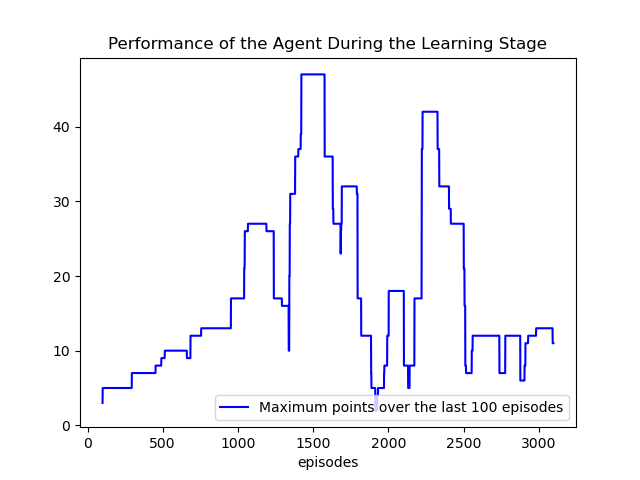 Performance of the Agent During the Learning Stage
40
30
20
10
0
Maximum points over the last 100 episodes
0 500 1000 1500 2000 2500 3000
episodes